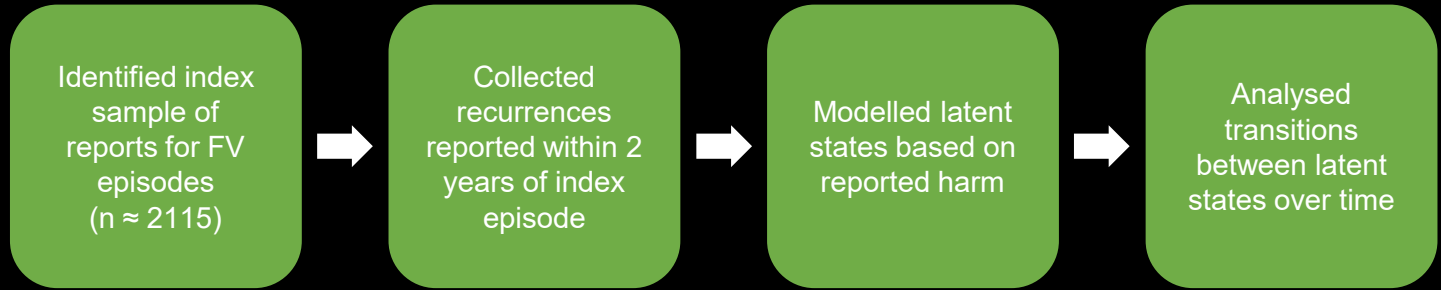 Identified index
sample of
reports for FV
episodes
(n ≈ 2115)
Collected
recurrences
reported within 2
years of index
episode
Modelled latent
states based on
reported harm
Analysed
transitions
between latent
states over time